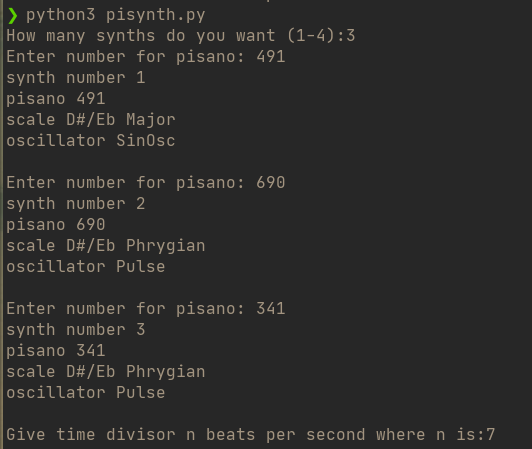 ❯ python3 pisynth.py
How many synths do you want (1-4):3
Enter number for pisano: 491
synth number 1
pisano 491
scale D#/Eb Major
oscillator SinOsc
Enter number for pisano: 690
synth number 2
pisano 690
scale D#/Eb Phrygian
oscillator Pulse
Enter number for pisano: 341
synth number 3
pisano 341
scale D#/Eb Phrygian
oscillator Pulse
Give time divisor n beats per second where n is:7